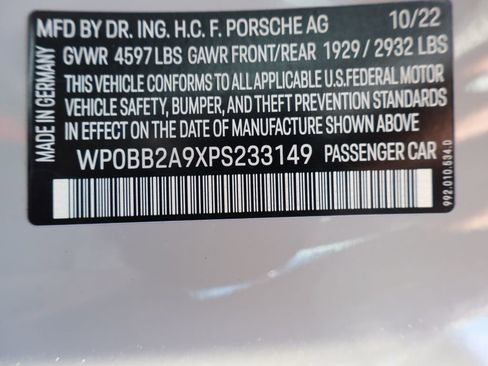 MFD BY DR. ING. H.C. F. PORSCHE AG 10/22
GVWR 4597 LBS GAWR FRONT/REAR 1929 / 2932 LBS
THIS VEHICLE CONFORMS TO ALL APPLICABLE U.S.FEDERAL MOTOR
VEHICLE SAFETY, BUMPER, AND THEFT PREVENTION STANDARDS
IN EFFECT ON THE DATE OF MANUFACTURE SHOWN ABOVE
WP0BB2A9XPS233149 PASSENGER CAR
MADE IN GERMANY
992.010.534.D